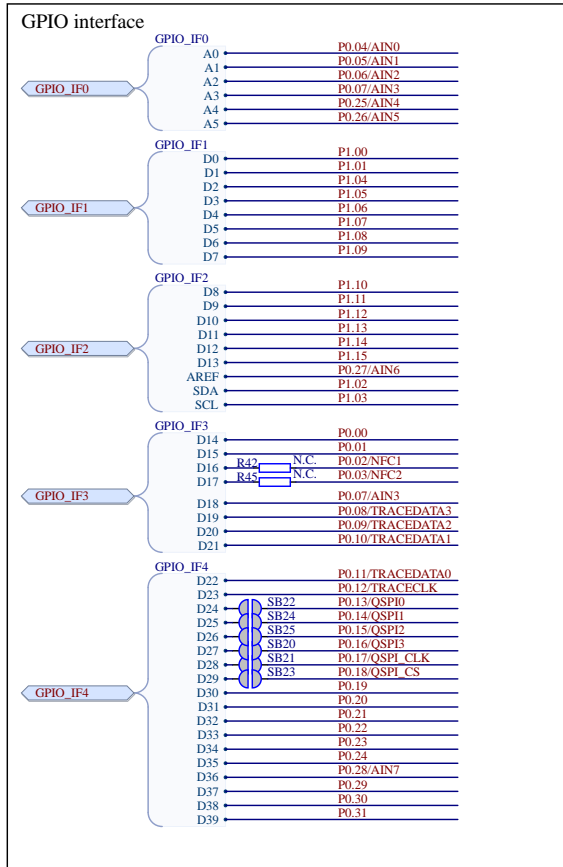 GPIO interface
GPIO_IF0
A0 P0.04/AIN0
A1 P0.05/AIN1
A2 P0.06/AIN2
GPIO_IF0 A3 P0.07/AIN3
A4 P0.25/AIN4
A5 P0.26/AIN5
GPIO_IF1
D0 P1.00
D1 P1.01
D2 P1.04
D3 P1.05
GPIO_IF1 D4 P1.06
D5 P1.07
D6 P1.08
D7 P1.09
GPIO_IF2
D8 P1.10
D9 P1.11
D10 P1.12
D11 P1.13
GPIO_IF2 D12 P1.14
D13 P1.15
AREF P0.27/AIN6
SDA P1.02
SCL P1.03
GPIO_IF3
D14 P0.00
D15 P0.01
D16 R42 N.C. P0.02/NFC1
D17 R45 N.C. P0.03/NFC2
GPIO_IF3
D18 P0.07/AIN3
D19 P0.08/TRACEDATA3
D20 P0.09/TRACEDATA2
D21 P0.10/TRACEDATA1
GPIO_IF4
D22 P0.11/TRACEDATA0
D23 P0.12/TRACECLK
D24 SB22 P0.13/QSPI0
D25 SB24 P0.14/QSPI1
D26 SB25 P0.15/QSPI2
D27 SB20 P0.16/QSPI3
D28 SB21 P0.17/QSPI_CLK
D29 SB23 P0.18/QSPI_CS
GPIO_IF4 D30 P0.19
D31 P0.20
D32 P0.21
D33 P0.22
D34 P0.23
D35 P0.24
D36 P0.28/AIN7
D37 P0.29
D38 P0.30
D39 P0.31